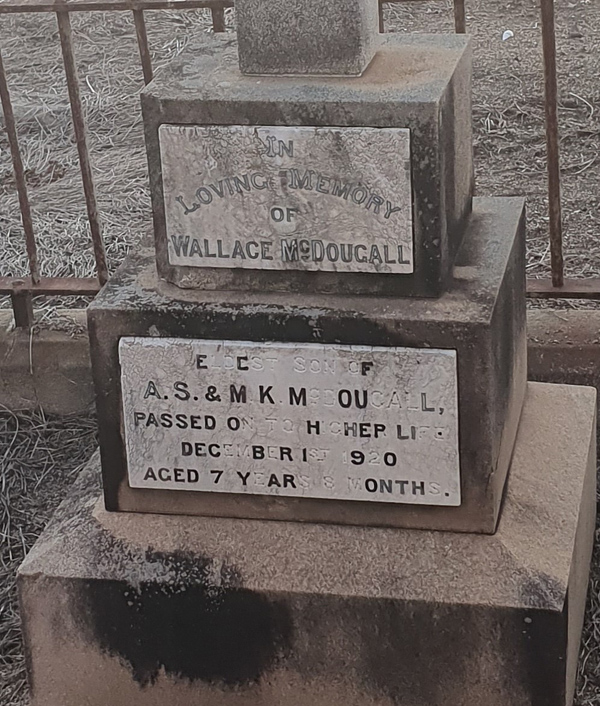 IN
LOVING MEMORY
OF
WALLACE McDOUGALL
ELDEST SON OF
A.S. & M.K. McDOUGALL,
PASSED ON TO HIGHER LIFE
DECEMBER 1ST 1920
AGED 7 YEARS 8 MONTHS.